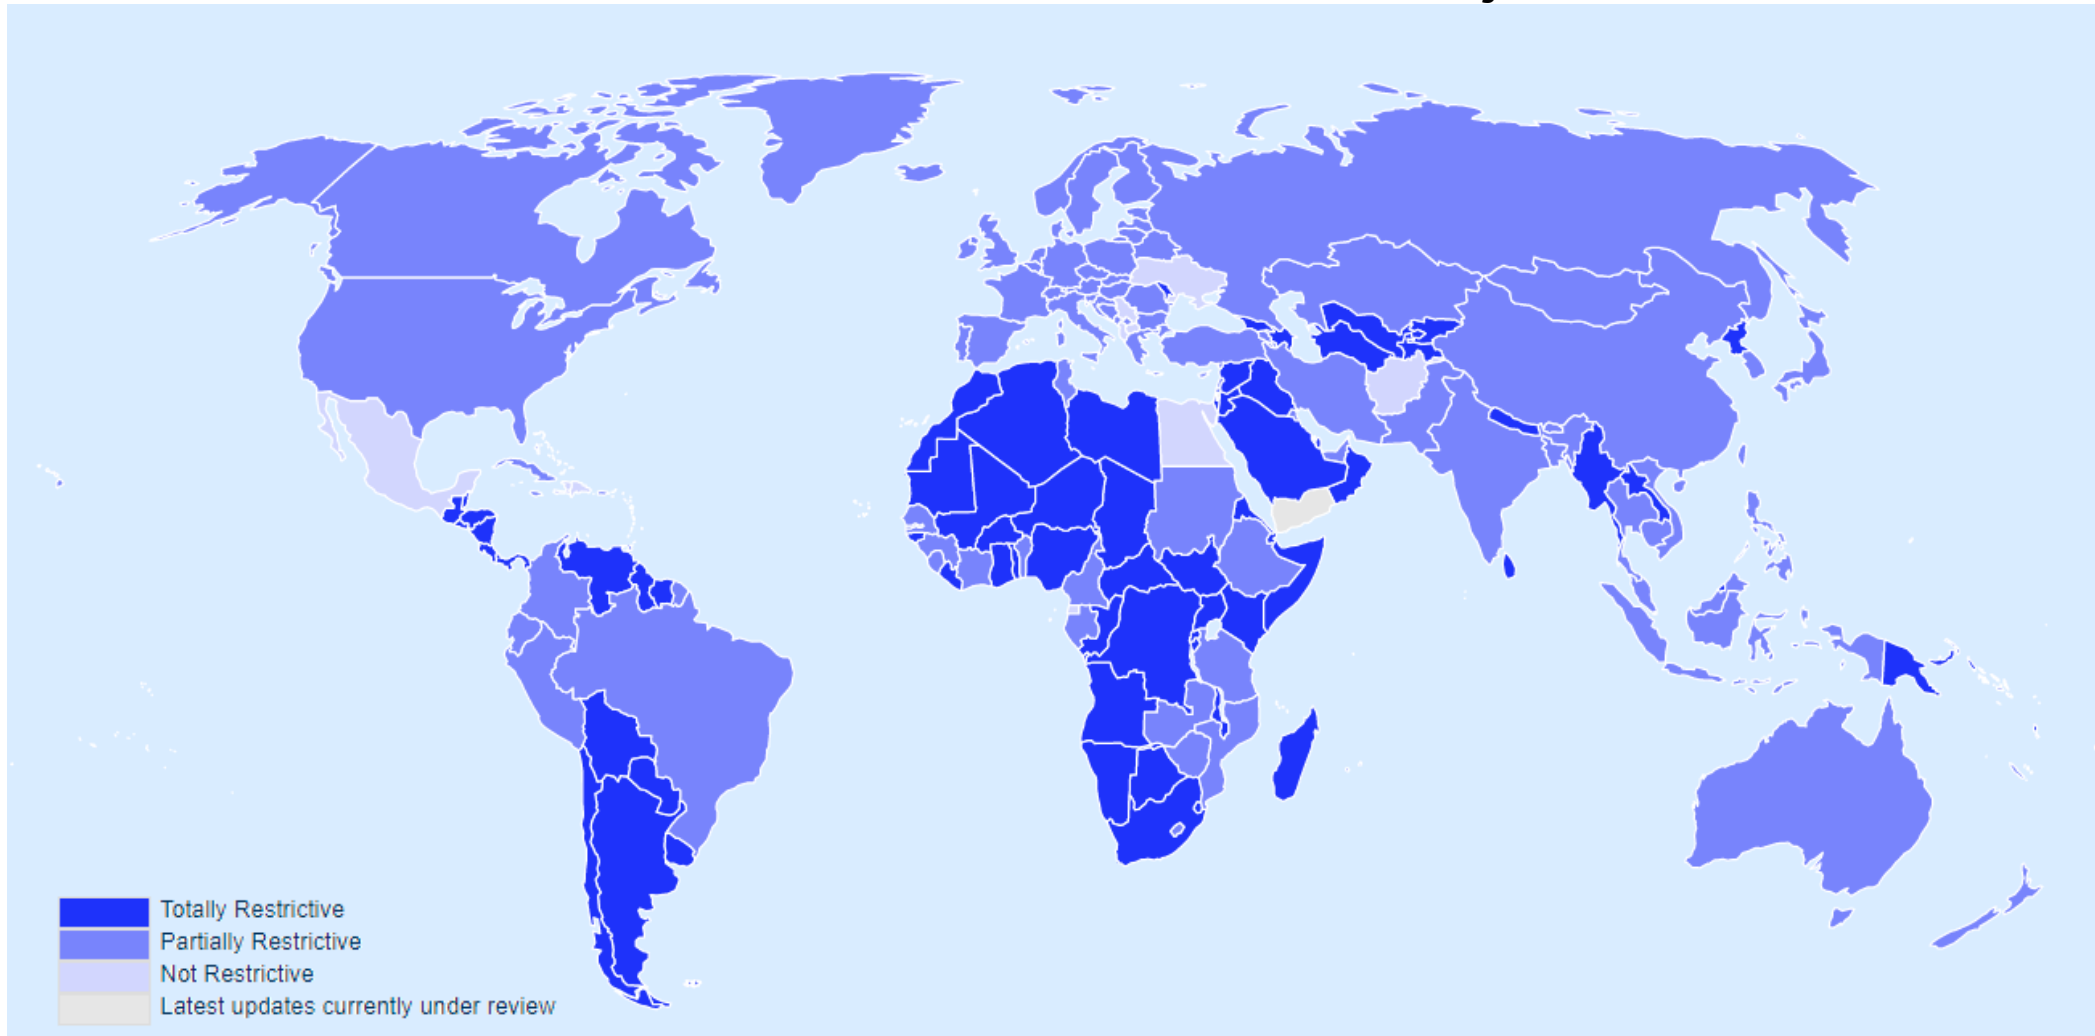 Totally Restrictive
Partially Restrictive
Not Restrictive
Latest updates currently under review